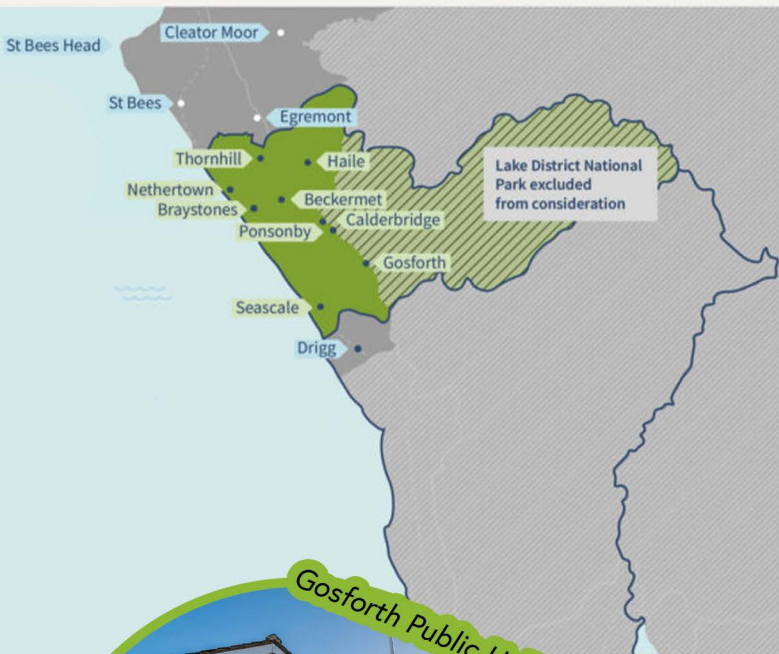 Cleator Moor
St Bees Head
St Bees
Egremont
Thornhill
Haile
Lake District National
Park excluded
from consideration
Nethertown
Beckermet
Braystones
Calderbridge
Ponsonby
Gosforth
Seascale
Drigg
Gosforth Public